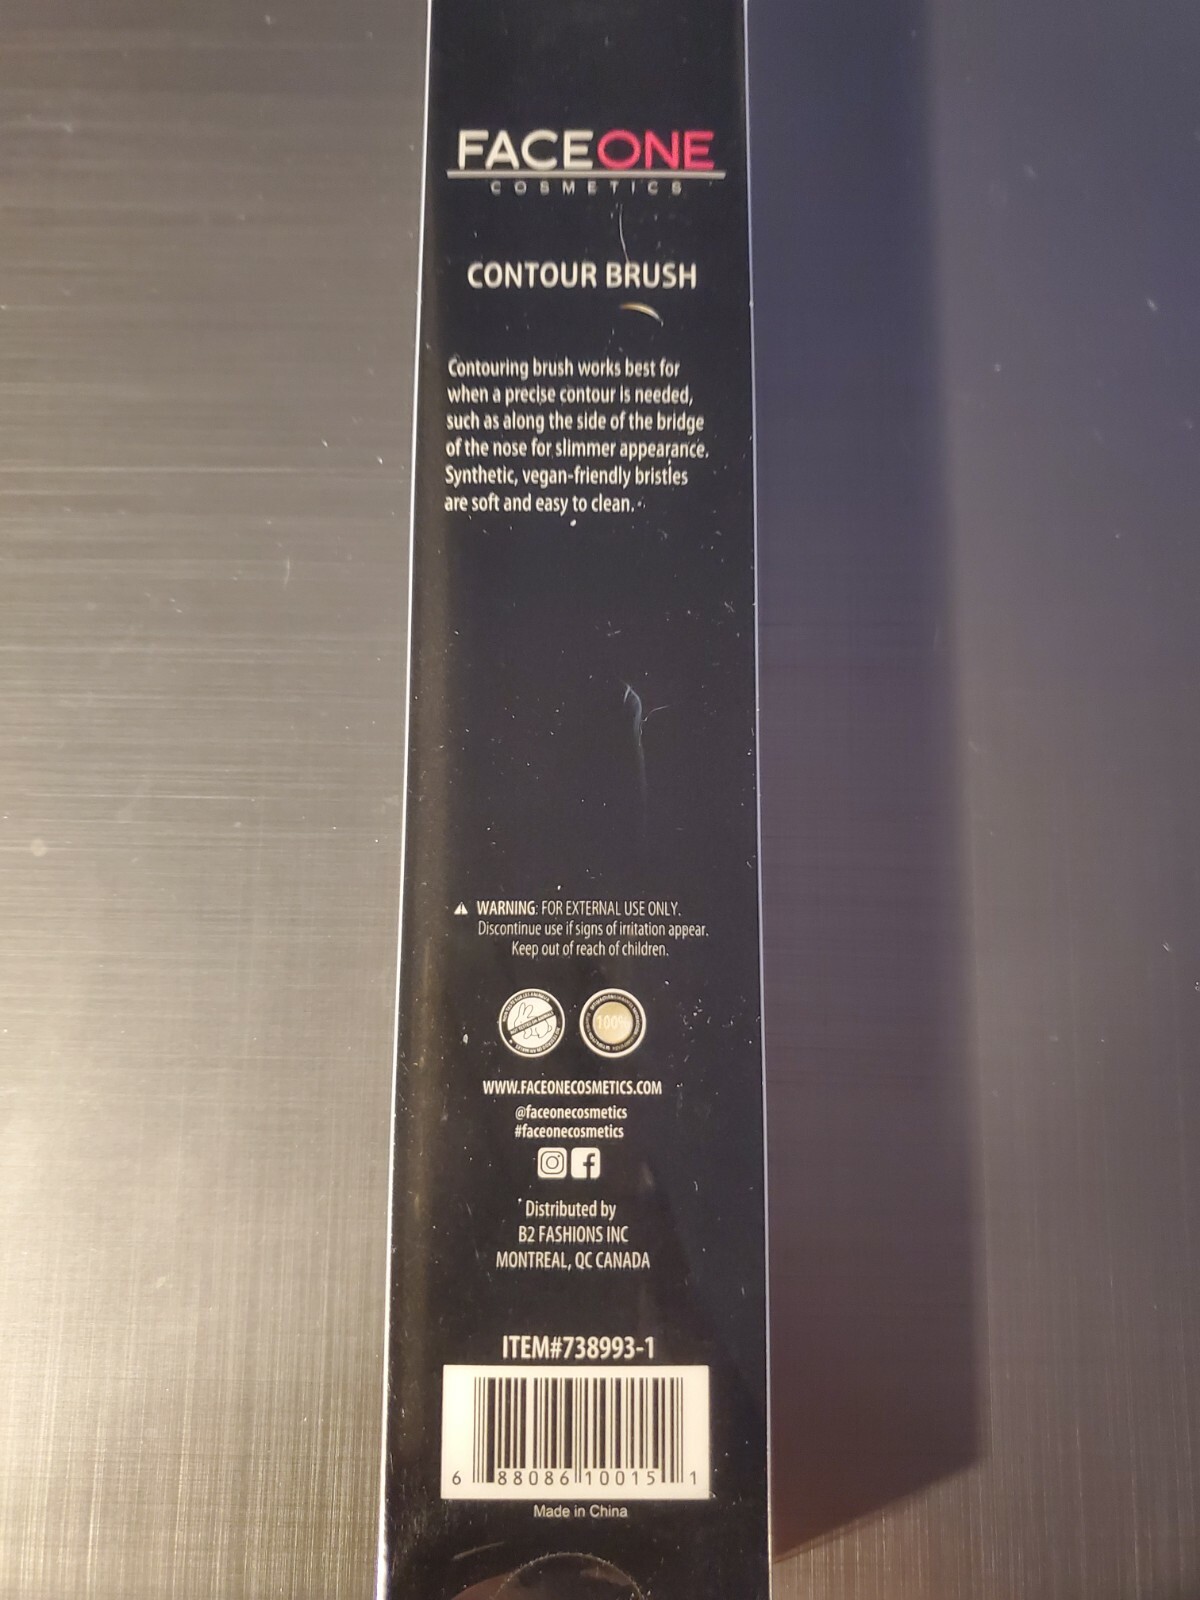 FACEONE
COSMETICS
CONTOUR BRUSH
Contouring brush works best for
when a precise contour is needed,
such as along the side of the bridge
of the nose for slimmer appearance.
Synthetic, vegan-friendly bristles
are soft and easy to clean.
WARNING: FOR EXTERNAL USE ONLY.
Discontinue use if signs of irritation appear.
Keep out of reach of children.
100%
WWW.FACEONECOSMETICS.COM
@faceonecosmetics
#faceonecosmetics
Distributed by
B2 FASHIONS INC
MONTREAL, QC CANADA
ITEM#738993-1
6 88086 10015 1
Made in China